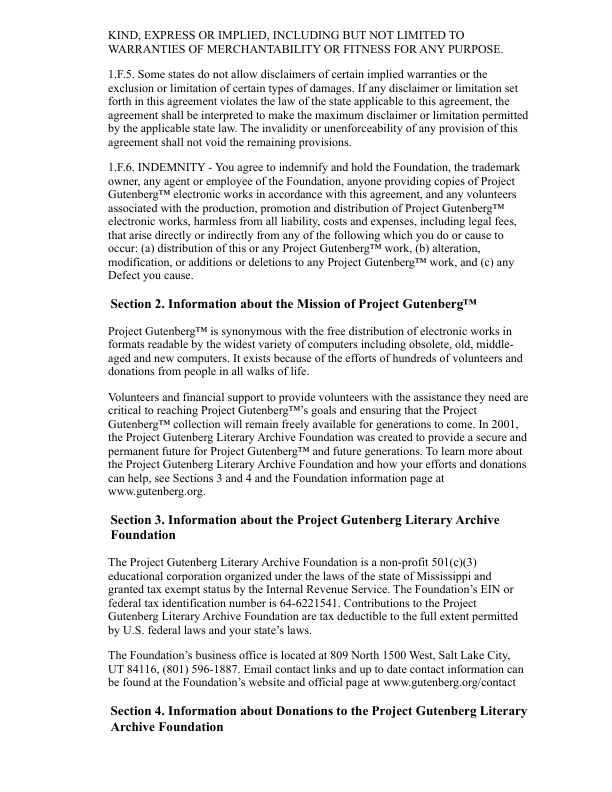 KIND, EXPRESS OR IMPLIED, INCLUDING BUT NOT LIMITED TO
WARRANTIES OF MERCHANTABILITY OR FITNESS FOR ANY PURPOSE.
1.F.5. Some states do not allow disclaimers of certain implied warranties or the
exclusion or limitation of certain types of damages. If any disclaimer or limitation set
forth in this agreement violates the law of the state applicable to this agreement, the
agreement shall be interpreted to make the maximum disclaimer or limitation permitted
by the applicable state law. The invalidity or unenforceability of any provision of this
agreement shall not void the remaining provisions.
1.F.6. INDEMNITY - You agree to indemnify and hold the Foundation, the trademark
owner, any agent or employee of the Foundation, anyone providing copies of Project
Gutenberg™ electronic works in accordance with this agreement, and any volunteers
associated with the production, promotion and distribution of Project Gutenberg™
electronic works, harmless from all liability, costs and expenses, including legal fees,
that arise directly or indirectly from any of the following which you do or cause to
occur: (a) distribution of this or any Project Gutenberg™ work, (b) alteration,
modification, or additions or deletions to any Project Gutenberg™ work, and (c) any
Defect you cause.
Section 2. Information about the Mission of Project Gutenberg™
Project Gutenberg™ is synonymous with the free distribution of electronic works in
formats readable by the widest variety of computers including obsolete, old, middle-
aged and new computers. It exists because of the efforts of hundreds of volunteers and
donations from people in all walks of life.
Volunteers and financial support to provide volunteers with the assistance they need are
critical to reaching Project Gutenberg™’s goals and ensuring that the Project
Gutenberg™ collection will remain freely available for generations to come. In 2001,
the Project Gutenberg Literary Archive Foundation was created to provide a secure and
permanent future for Project Gutenberg™ and future generations. To learn more about
the Project Gutenberg Literary Archive Foundation and how your efforts and donations
can help, see Sections 3 and 4 and the Foundation information page at
www.gutenberg.org.
Section 3. Information about the Project Gutenberg Literary Archive
Foundation
The Project Gutenberg Literary Archive Foundation is a non-profit 501(c)(3)
educational corporation organized under the laws of the state of Mississippi and
granted tax exempt status by the Internal Revenue Service. The Foundation’s EIN or
federal tax identification number is 64-6221541. Contributions to the Project
Gutenberg Literary Archive Foundation are tax deductible to the full extent permitted
by U.S. federal laws and your state’s laws.
The Foundation’s business office is located at 809 North 1500 West, Salt Lake City,
UT 84116, (801) 596-1887. Email contact links and up to date contact information can
be found at the Foundation’s website and official page at www.gutenberg.org/contact
Section 4. Information about Donations to the Project Gutenberg Literary
Archive Foundation